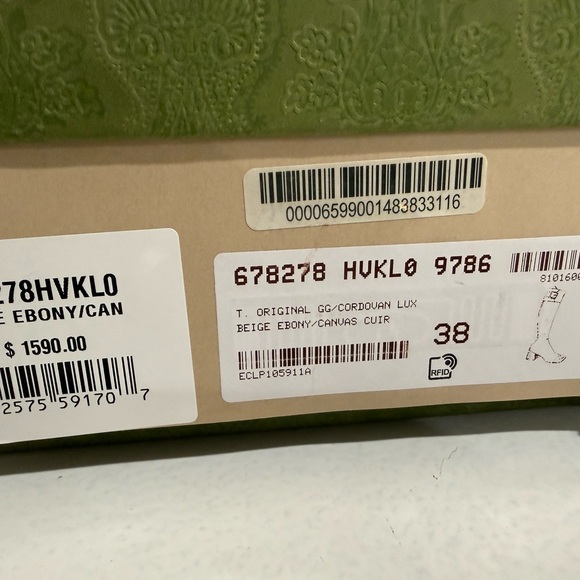 00006599001483833116
678278 HVKL0 9786
8101606
T. ORIGINAL GG/CORDOVAN LUX
BEIGE EBONY/CANVAS CUIR
38
RFID
ECLP105911A
278HVKL0
E EBONY/CAN
$ 1590.00
2575 59170 7